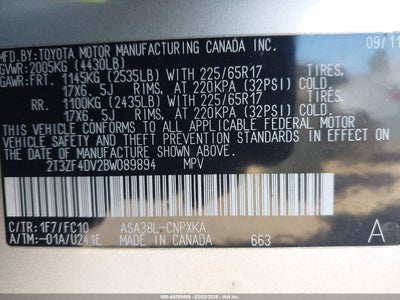 MFD.BY:TOYOTA MOTOR MANUFACTURING CANADA INC. 09/11
GVWR:2005KG (4430LB)
GAWR:FRT. 1145KG (2535LB) WITH 225/65R17 TIRES,
17X6.5J RIMS, AT 220KPA (32PSI) COLD
RR. 1100KG (2435LB) WITH 225/65R17 TIRES,
17X6.5J RIMS, AT 220KPA (32PSI) COLD
THIS VEHICLE CONFORMS TO ALL APPLICABLE FEDERAL MOTOR
VEHICLE SAFETY AND THEFT PREVENTION STANDARDS IN EFFECT
ON THE DATE OF MANUFACTURE SHOWN ABOVE.
2T3ZF4DV2BW089894 MPV
C/TR:1F7/FC10 ASA38L-CNPXKA A
A/TM:-01A/U241E MADE IN CANADA 663